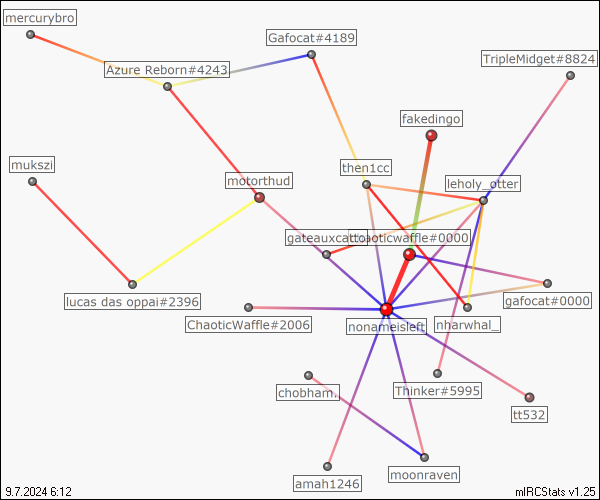 mercurybro
Gafocat#4189
TripleMidget#8824
Azure Reborn#4243
fakedingo
mukszi
then1cc
motorthud
leholy_otter
chaoticwaffle#0000
lucas das oppai#2396
gafocat#0000
ChaoticWaffle#2006
nonameisleft
nharwhal_
chobham.
Thinker#5995
tt532
amah1246
moonraven
9.7.2024 6:12
mIRCStats v1.25